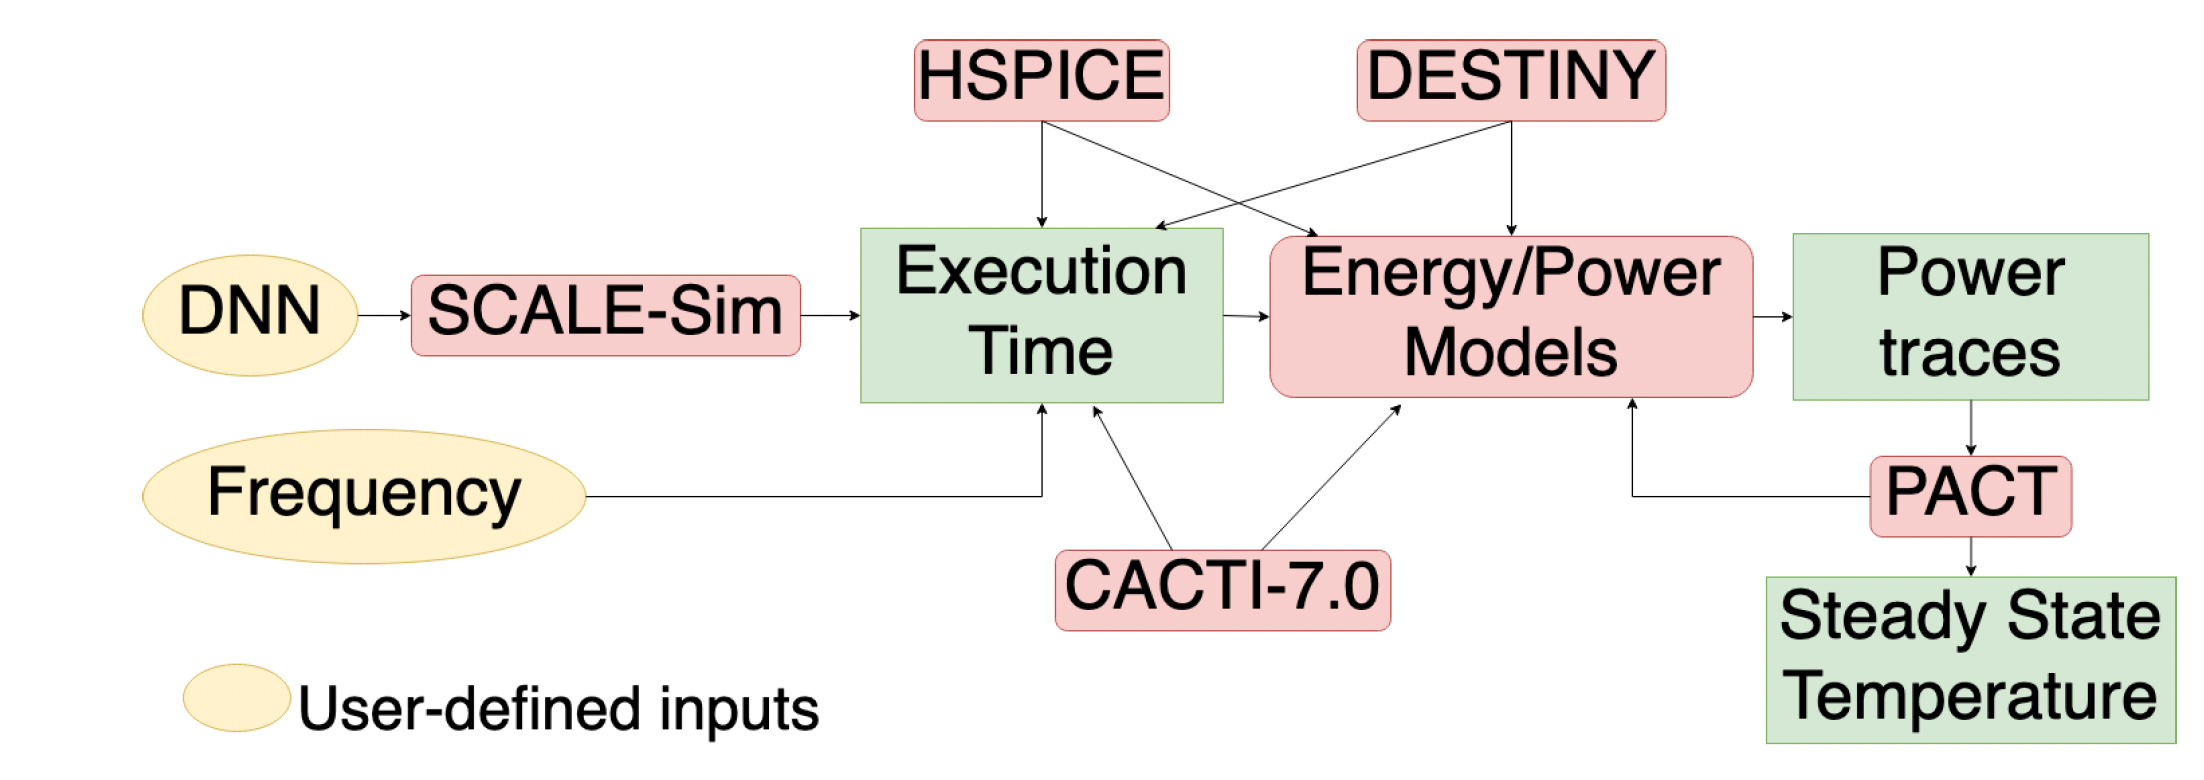 HSPICE
DESTINY
DNN
SCALE-Sim
Execution
Time
Energy/Power
Models
Power
traces
Frequency
PACT
CACTI-7.0
Steady State
Temperature
User-defined inputs